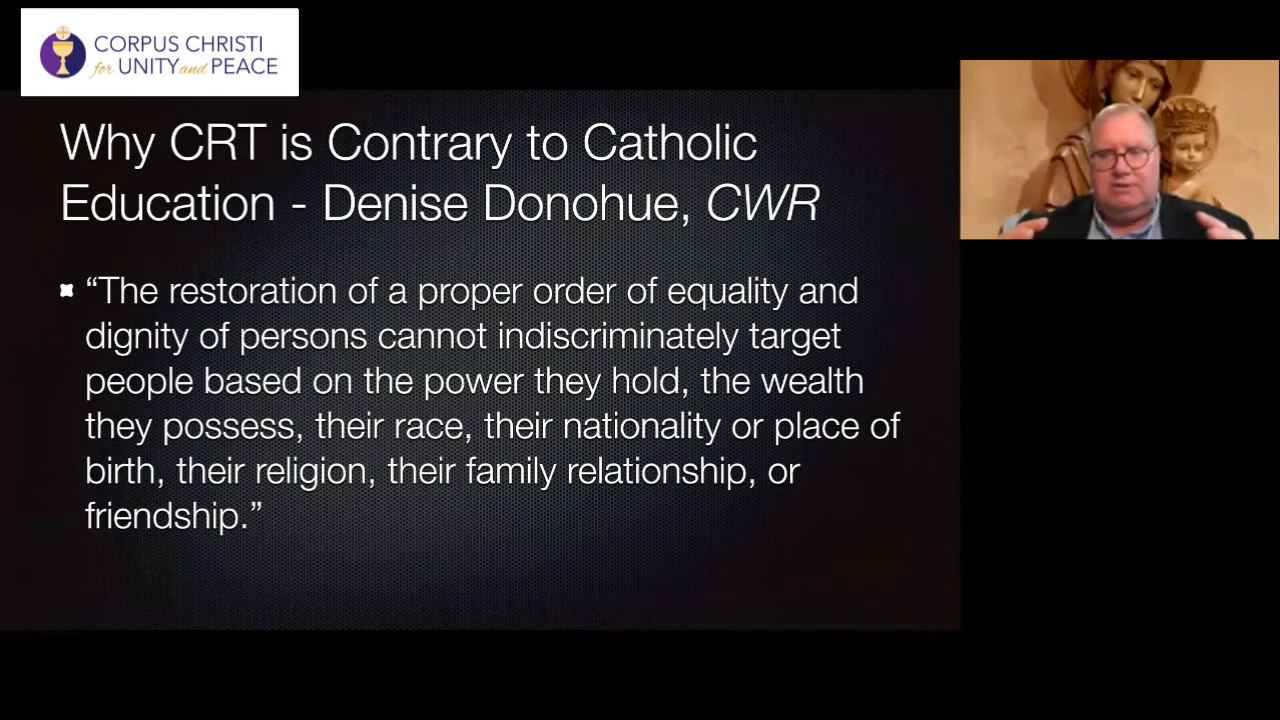 CORPUS CHRISTI
for UNITY and PEACE
Why CRT is Contrary to Catholic
Education - Denise Donohue, CWR
“The restoration of a proper order of equality and
dignity of persons cannot indiscriminately target
people based on the power they hold, the wealth
they possess, their race, their nationality or place of
birth, their religion, their family relationship, or
friendship.”